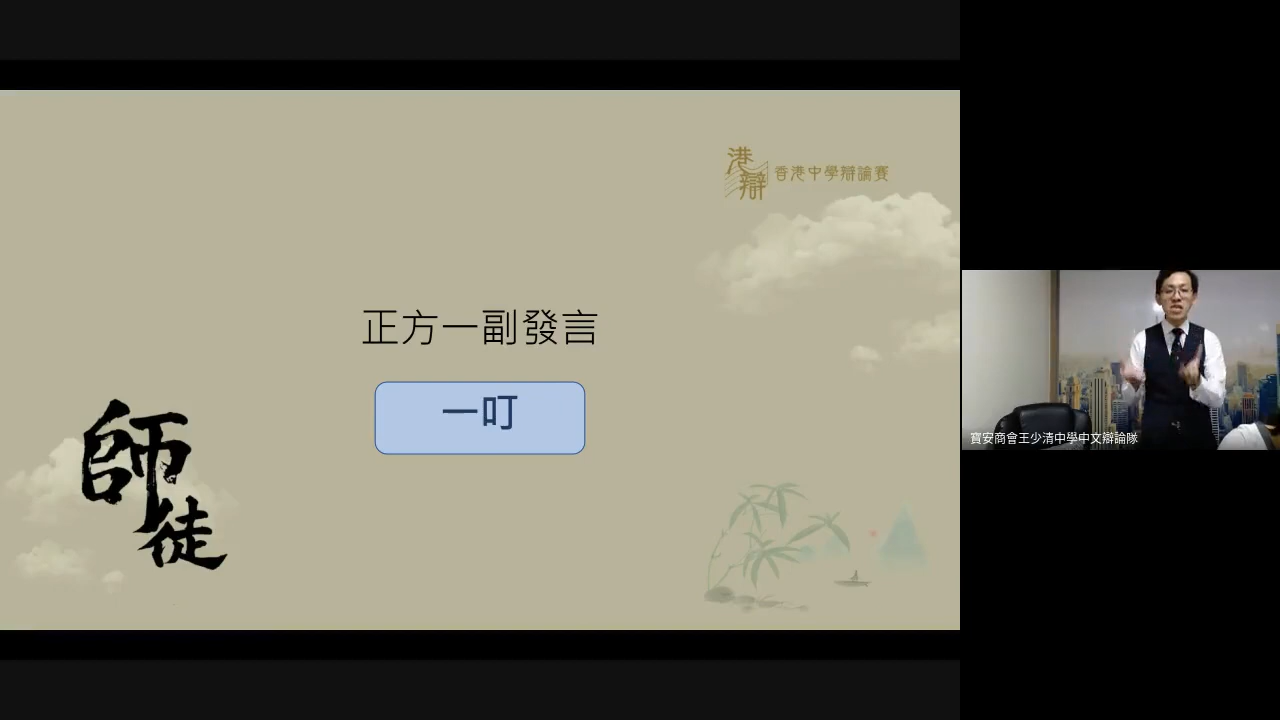 港辯
香港中學辯論賽
正方一副發言
一叮
師徒
寶安商會王少清中學中文辯論隊